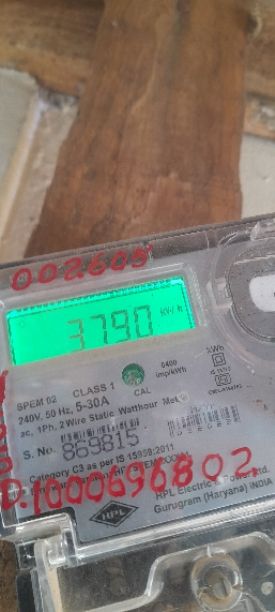 002605
3790
SPEM 02 CLASS 1 CAL 6400 imp/kWh kWh
240V, 50 Hz, 5-30A
ac, 1Ph, 2 Wire Static Watthour
S. No. 869815
Category C3 as per IS 15959:2011
D:1000696802
HPL Electric & Power Ltd.
Gurugram (Haryana) INDIA
HPL